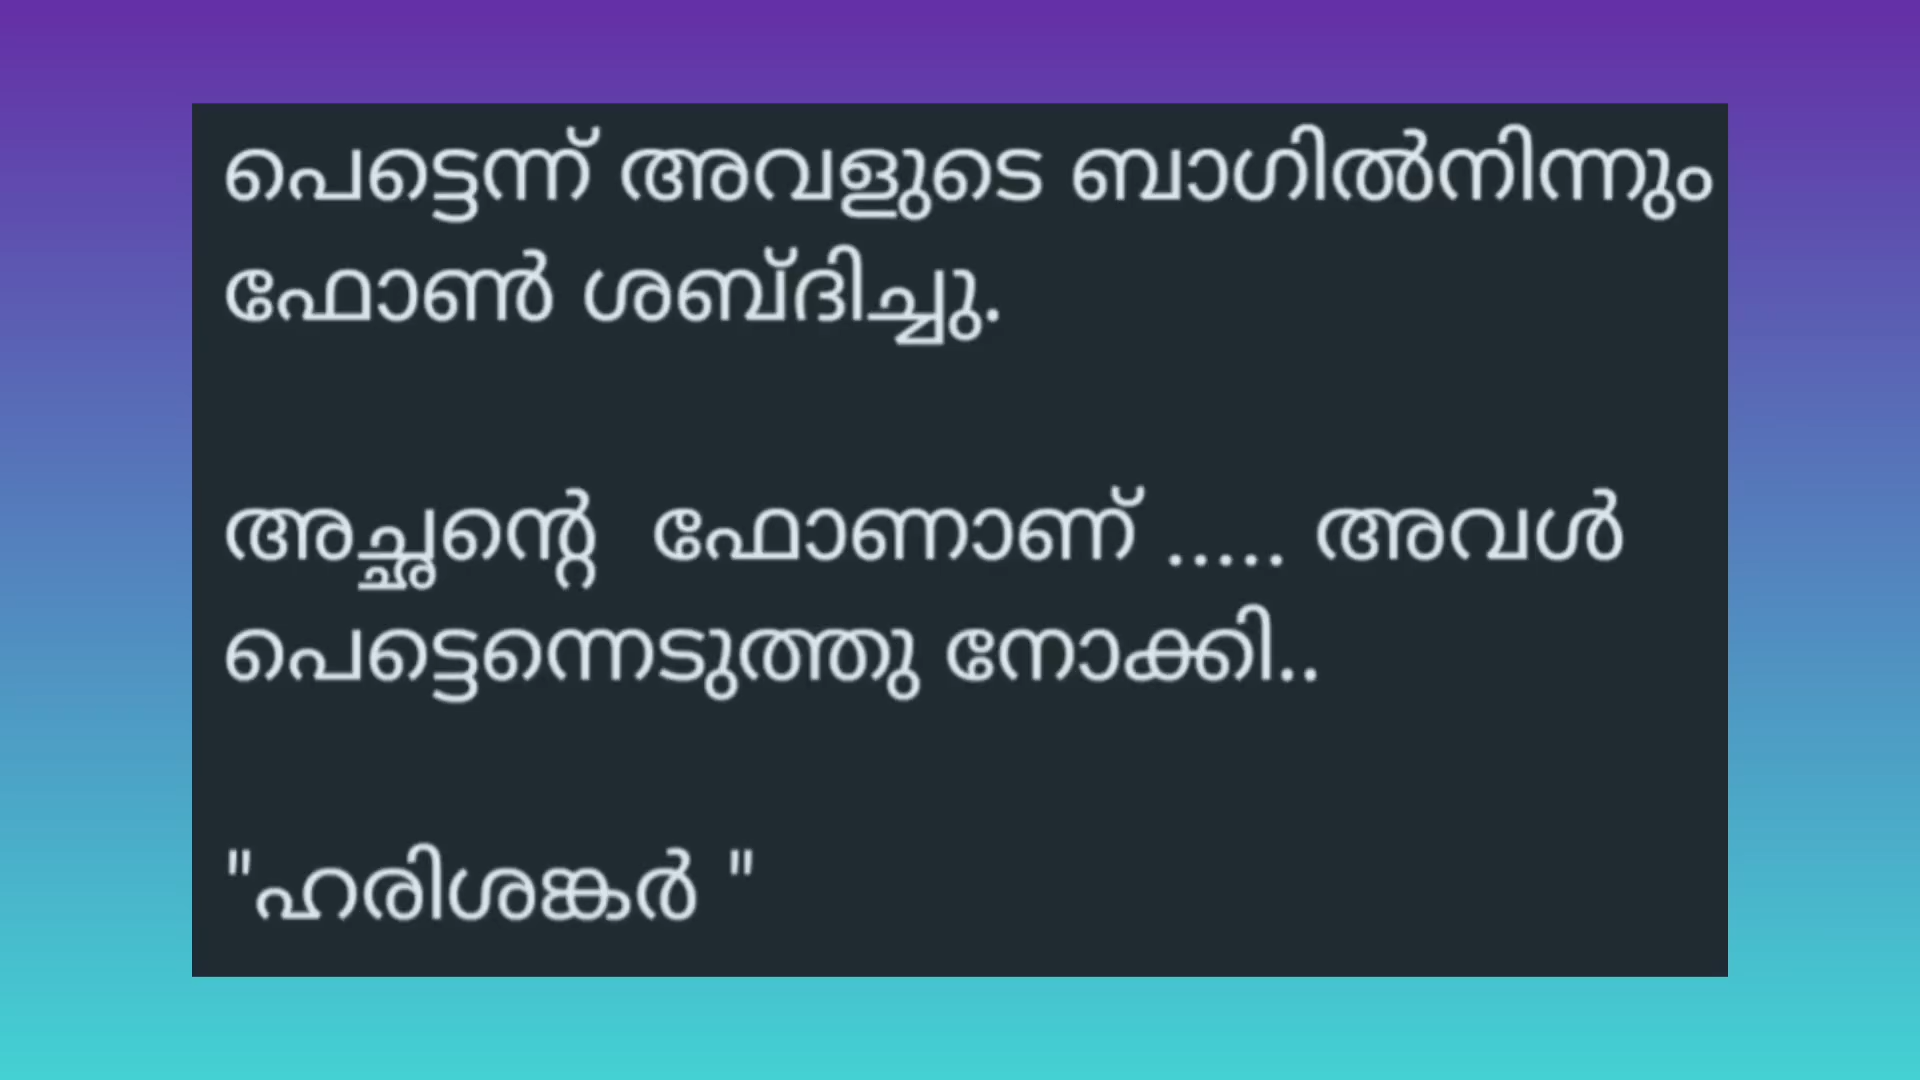 പെട്ടെന്ന് അവളുടെ ബാഗിൽനിന്നും
ഫോൺ ശബ്ദിച്ചു.
അച്ഛന്റെ  ഫോണാണ് ..... അവൾ
പെട്ടെന്നെടുത്തു നോക്കി..
"ഹരിശങ്കർ "